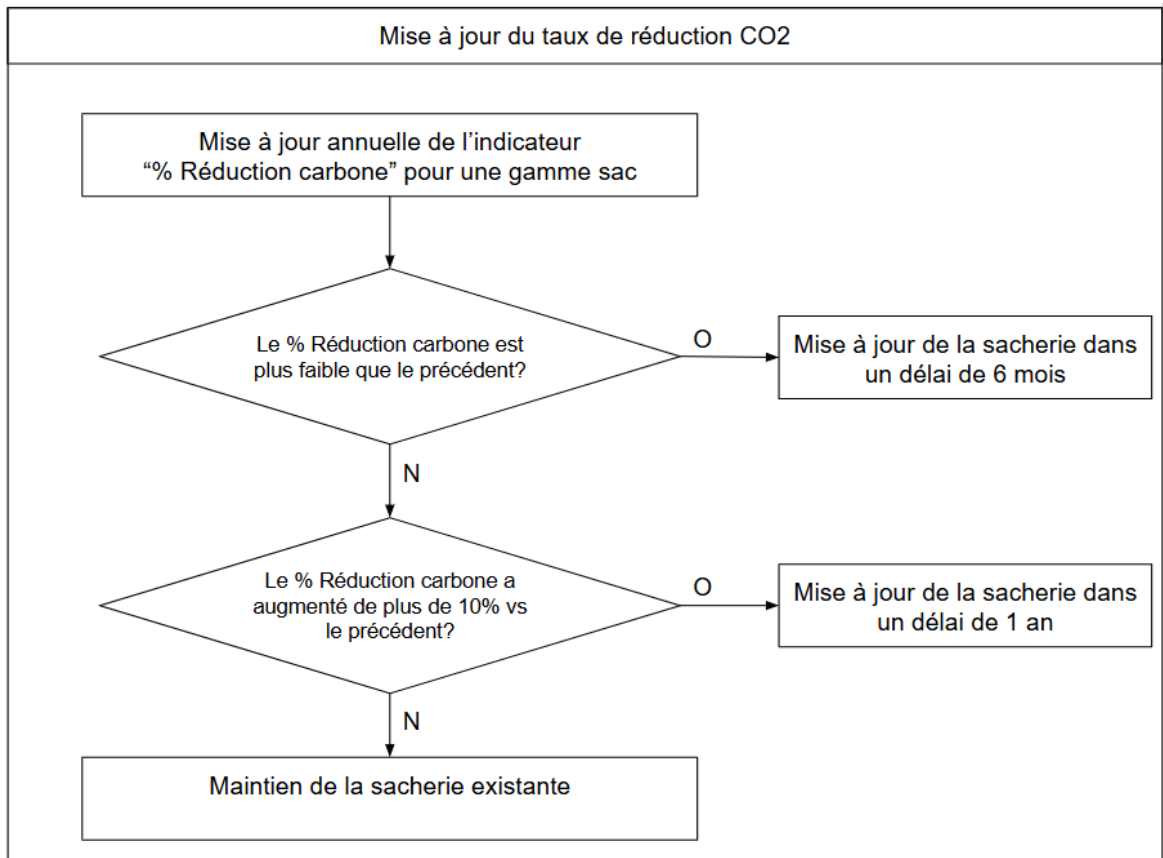 Mise à jour du taux de réduction CO2
Mise à jour annuelle de l’indicateur
“% Réduction carbone” pour une gamme sac
Le % Réduction carbone est
plus faible que le précédent?
O
Mise à jour de la sacherie dans
un délai de 6 mois
N
Le % Réduction carbone a
augmenté de plus de 10% vs
le précédent?
O
Mise à jour de la sacherie dans
un délai de 1 an
N
Maintien de la sacherie existante